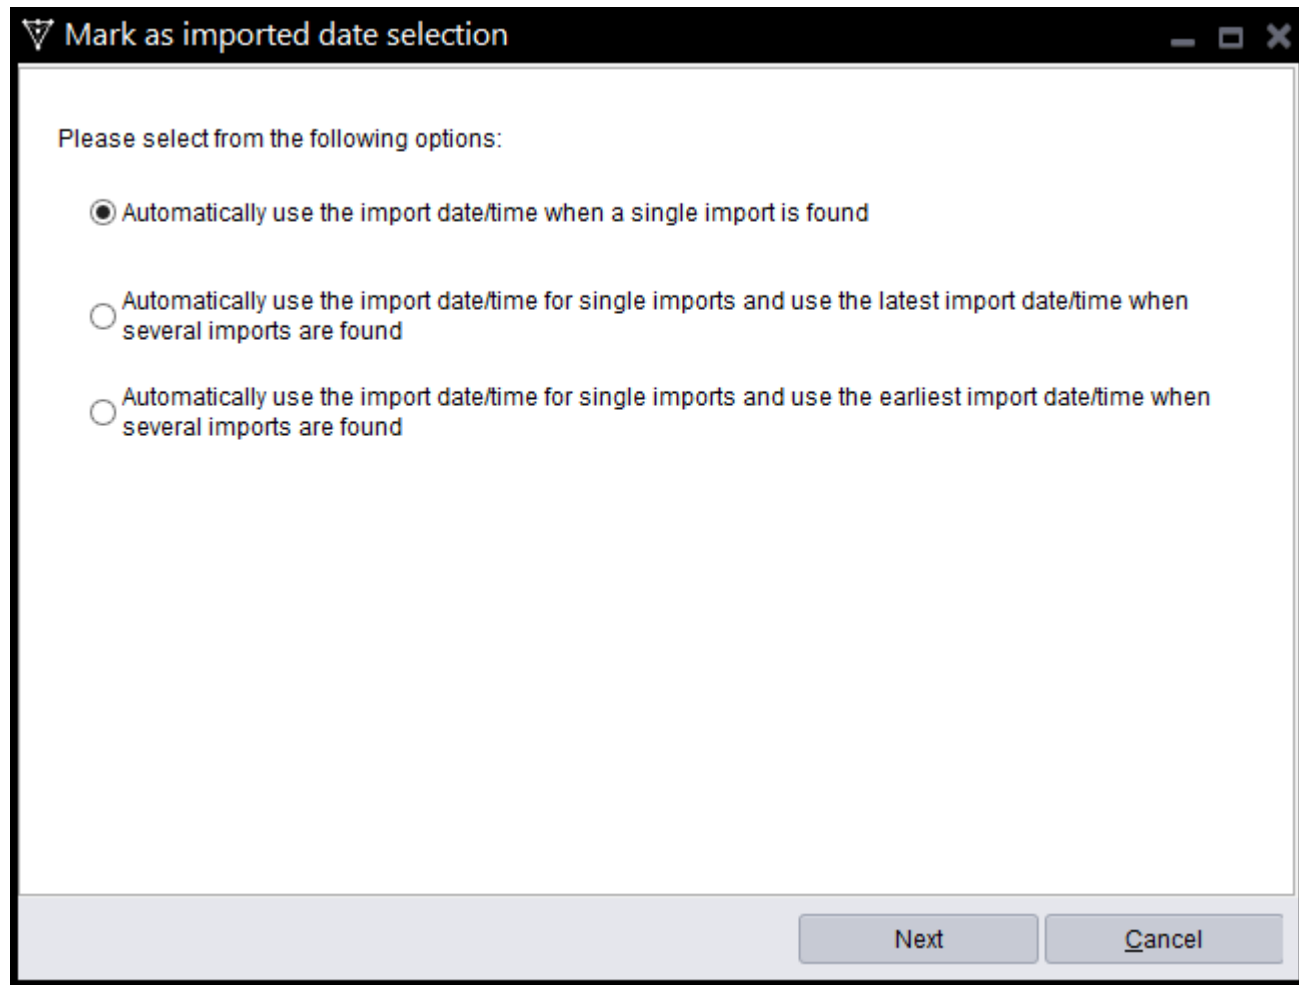 Mark as imported date selection
Please select from the following options:
Automatically use the import date/time when a single import is found
Automatically use the import date/time for single imports and use the latest import date/time when
several imports are found
Automatically use the import date/time for single imports and use the earliest import date/time when
several imports are found
Next
Cancel